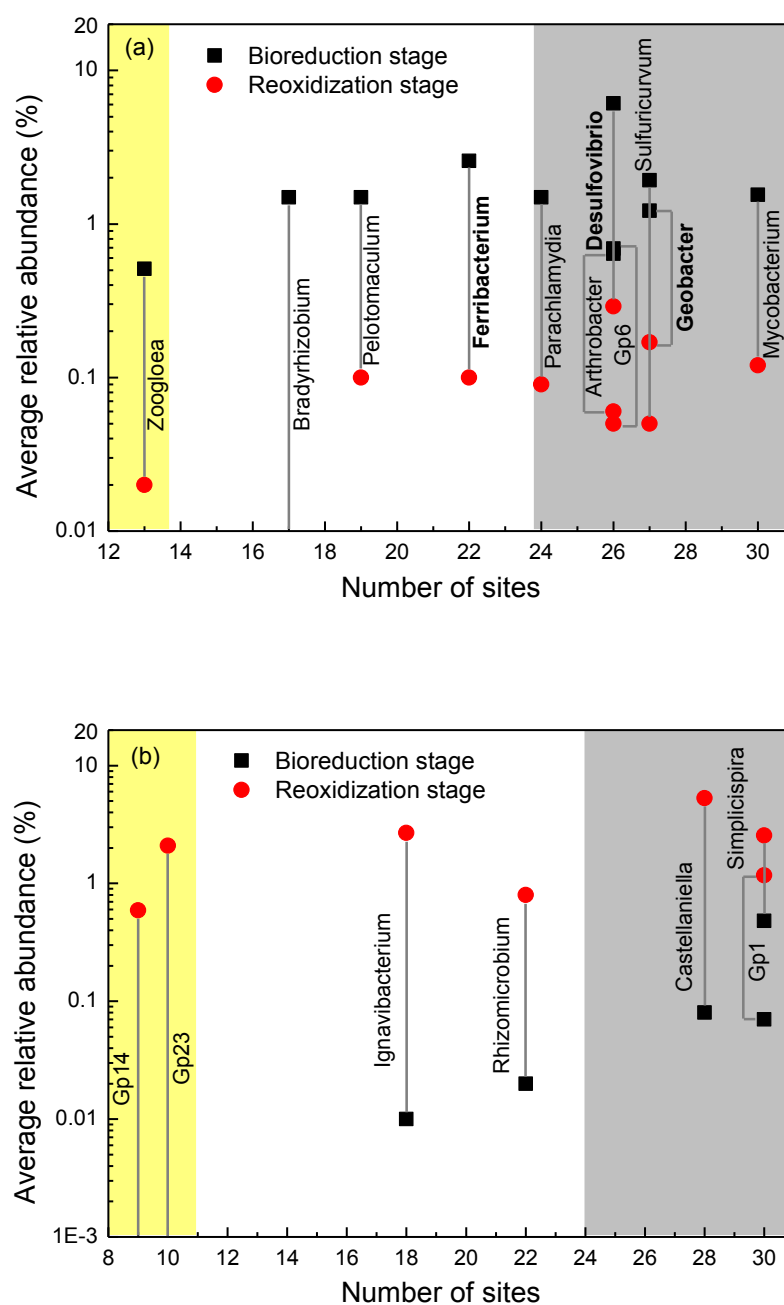 (a)
Bioreduction stage
Reoxidization stage
Average relative abundance (%)
20
10
1
0.1
0.01
Zoogloea
Bradyrhizobium
Pelotomaculum
Ferribacterium
Parachlamydia
Desulfovibrio
Arthrobacter
Gp6
Sulfuricurvum
Geobacter
Mycobacterium
12 14 16 18 20 22 24 26 28 30
Number of sites
(b)
Bioreduction stage
Reoxidization stage
Average relative abundance (%)
20
10
1
0.1
0.01
1E-3
Gp14
Gp23
Ignavibacterium
Rhizomicrobium
Castellaniella
Simplicispira
Gp1
8 10 12 14 16 18 20 22 24 26 28 30
Number of sites